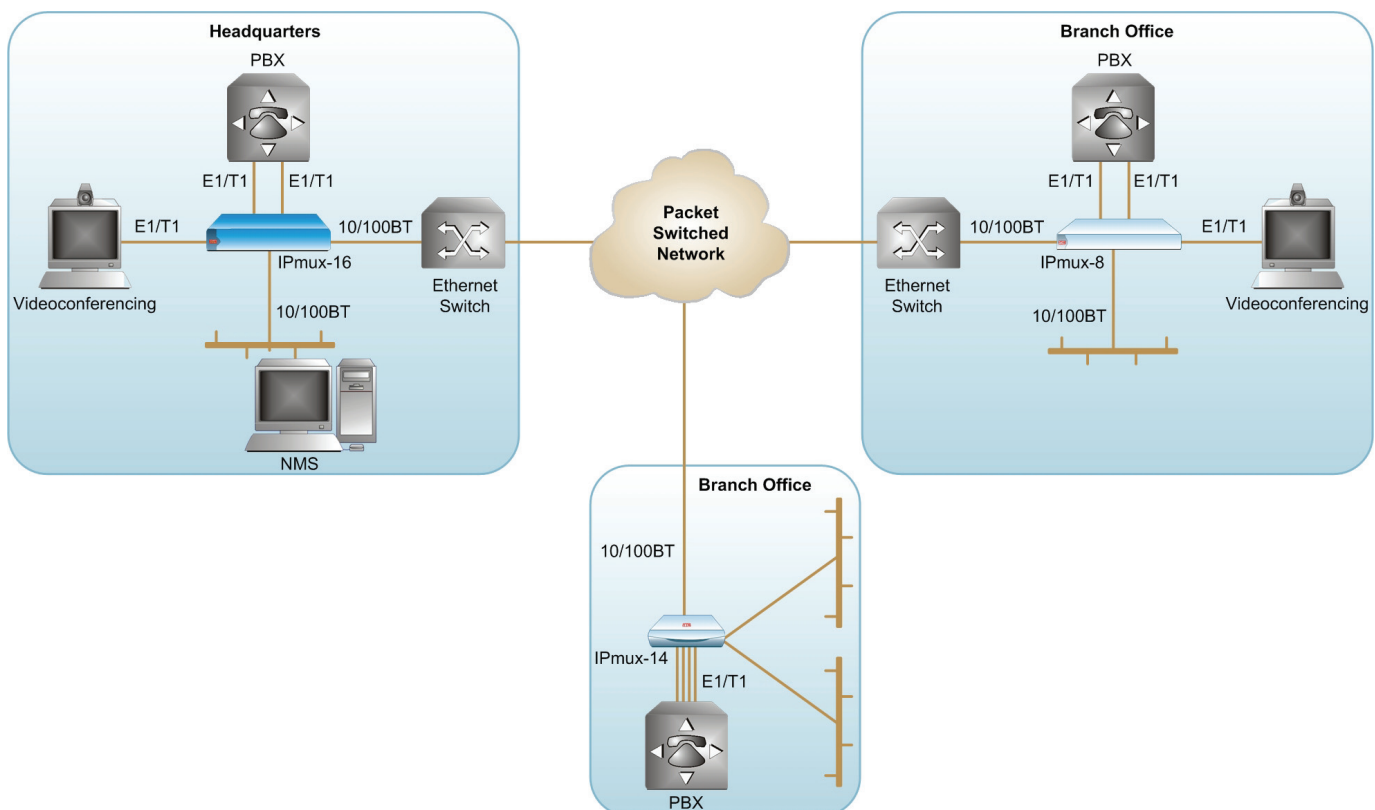 Headquarters
PBX
E1/T1
E1/T1
E1/T1
10/100BT
IPmux-16
Videoconferencing
Ethernet
Switch
10/100BT
NMS
Packet
Switched
Network
Branch Office
PBX
E1/T1
E1/T1
10/100BT
E1/T1
IPmux-8
Ethernet
Switch
Videoconferencing
10/100BT
Branch Office
10/100BT
IPmux-14
E1/T1
PBX